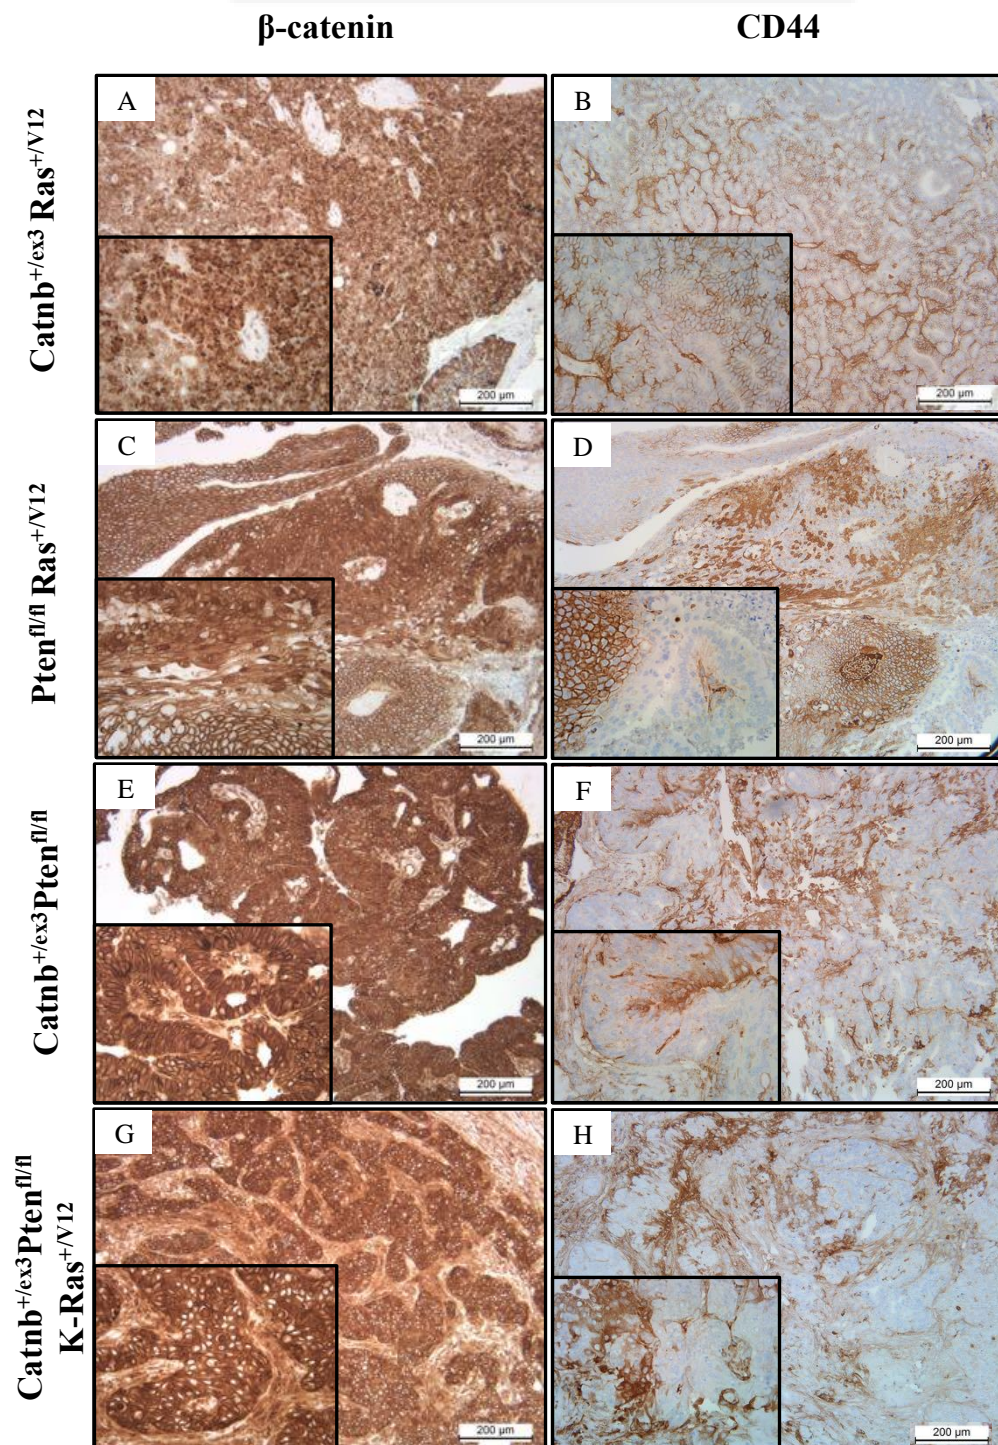 β-catenin CD44
Catnb+/ex3 Ras+/V12
A
200 µm
B
200 µm
Ptenfl/fl Ras+/V12
C
200 µm
D
200 µm
Catnb+/ex3Ptenfl/fl
E
200 µm
F
200 µm
Catnb+/ex3Ptenfl/fl
K-Ras+/V12
G
200 µm
H
200 µm